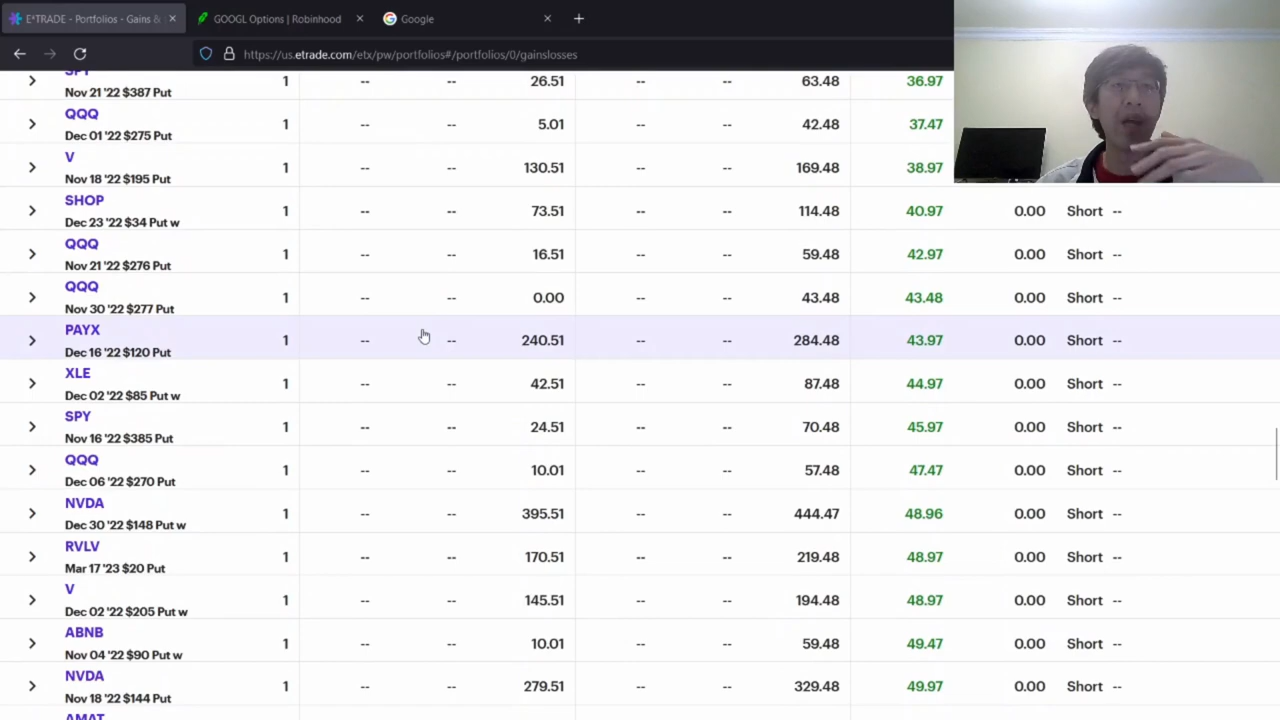 E*TRADE - Portfolios - Gains &
GOOGL Options | Robinhood
Google
https://us.etrade.com/etx/pw/portfolios#/portfolios/0/gainslosses
SPY 1 -- -- 26.51 -- -- 63.48 36.97
Nov 21 '22 $387 Put
QQQ 1 -- -- 5.01 -- -- 42.48 37.47
Dec 01 '22 $275 Put
V 1 -- -- 130.51 -- -- 169.48 38.97
Nov 18 '22 $195 Put
SHOP 1 -- -- 73.51 -- -- 114.48 40.97 0.00 Short --
Dec 23 '22 $34 Put w
QQQ 1 -- -- 16.51 -- -- 59.48 42.97 0.00 Short --
Nov 21 '22 $276 Put
QQQ 1 -- -- 0.00 -- -- 43.48 43.48 0.00 Short --
Nov 30 '22 $277 Put
PAYX 1 -- -- 240.51 -- -- 284.48 43.97 0.00 Short --
Dec 16 '22 $120 Put
XLE 1 -- -- 42.51 -- -- 87.48 44.97 0.00 Short --
Dec 02 '22 $85 Put w
SPY 1 -- -- 24.51 -- -- 70.48 45.97 0.00 Short --
Nov 16 '22 $385 Put
QQQ 1 -- -- 10.01 -- -- 57.48 47.47 0.00 Short --
Dec 06 '22 $270 Put
NVDA 1 -- -- 395.51 -- -- 444.47 48.96 0.00 Short --
Dec 30 '22 $148 Put w
RVLV 1 -- -- 170.51 -- -- 219.48 48.97 0.00 Short --
Mar 17 '23 $20 Put
V 1 -- -- 145.51 -- -- 194.48 48.97 0.00 Short --
Dec 02 '22 $205 Put w
ABNB 1 -- -- 10.01 -- -- 59.48 49.47 0.00 Short --
Nov 04 '22 $90 Put w
NVDA 1 -- -- 279.51 -- -- 329.48 49.97 0.00 Short --
Nov 18 '22 $144 Put
AMAT